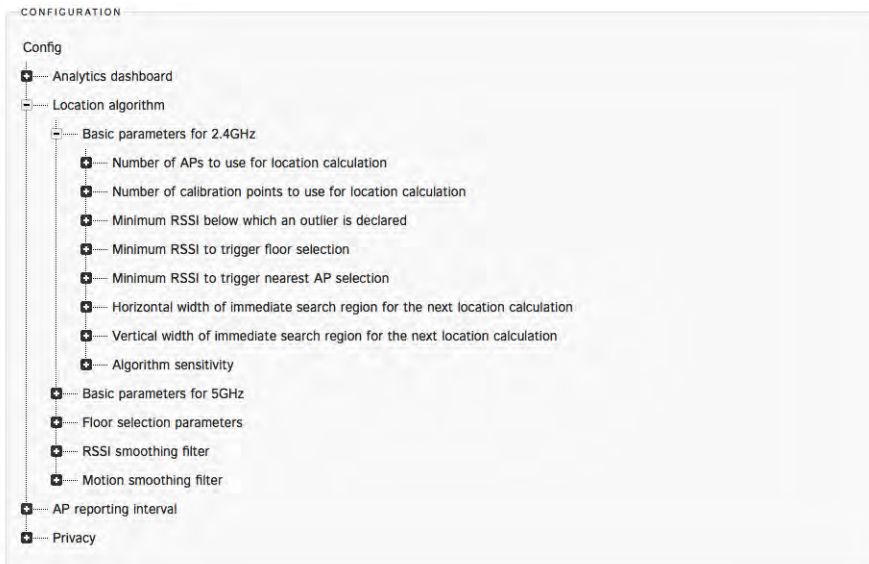 CONFIGURATION
Config
Analytics dashboard
Location algorithm
Basic parameters for 2.4GHz
Number of APs to use for location calculation
Number of calibration points to use for location calculation
Minimum RSSI below which an outlier is declared
Minimum RSSI to trigger floor selection
Minimum RSSI to trigger nearest AP selection
Horizontal width of immediate search region for the next location calculation
Vertical width of immediate search region for the next location calculation
Algorithm sensitivity
Basic parameters for 5GHz
Floor selection parameters
RSSI smoothing filter
Motion smoothing filter
AP reporting interval
Privacy